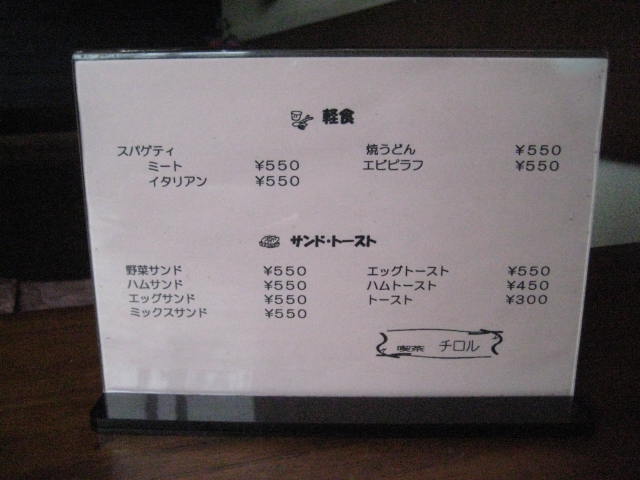 軽食
スパゲティ
ミート ¥550
イタリアン ¥550
焼うどん ¥550
エビピラフ ¥550
サンド・トースト
野菜サンド ¥550
ハムサンド ¥550
エッグサンド ¥550
ミックスサンド ¥550
エッグトースト ¥550
ハムトースト ¥450
トースト ¥300
喫茶 チロル